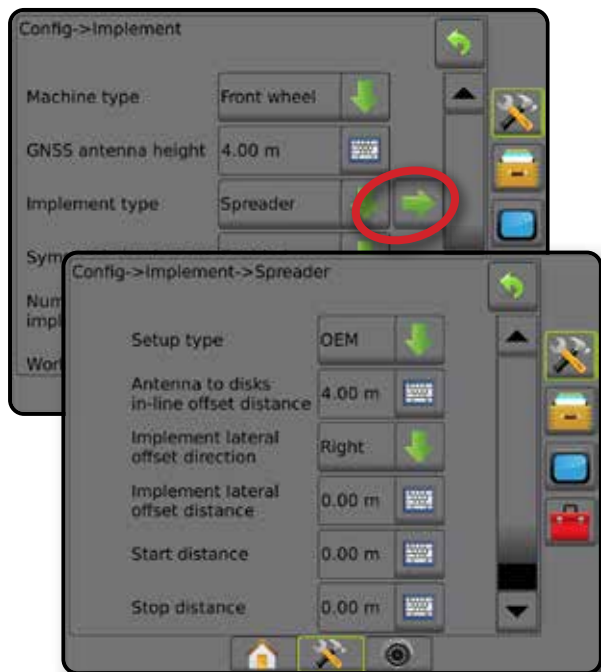 Config->Implement
Machine type Front wheel
GNSS antenna height 4.00 m
Implement type Spreader
Config->Implement->Spreader
Setup type OEM
Antenna to disks
in-line offset distance 4.00 m
Implement lateral
offset direction Right
Implement lateral
offset distance 0.00 m
Start distance 0.00 m
Stop distance 0.00 m